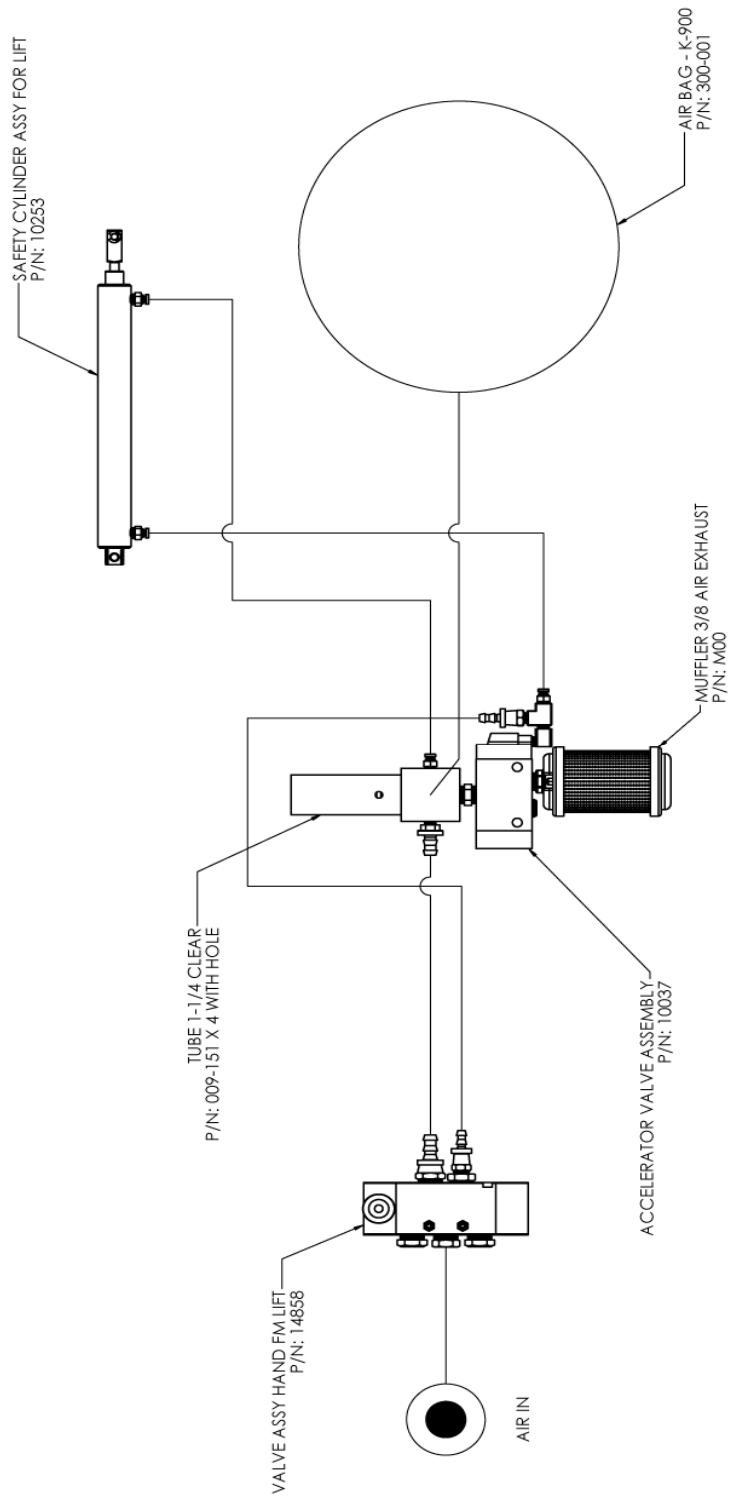 SAFETY CYLINDER ASSY FOR LIFT
P/N: 10253
AIR BAG - K-900
P/N: 300-001
TUBE 1-1/4 CLEAR
P/N: 009-151 X 4 WITH HOLE
MUFFLER 3/8 AIR EXHAUST
P/N: M00
VALVE ASSY HAND FM LIFT
P/N: 14858
ACCELERATOR VALVE ASSEMBLY
P/N: 10037
AIR IN